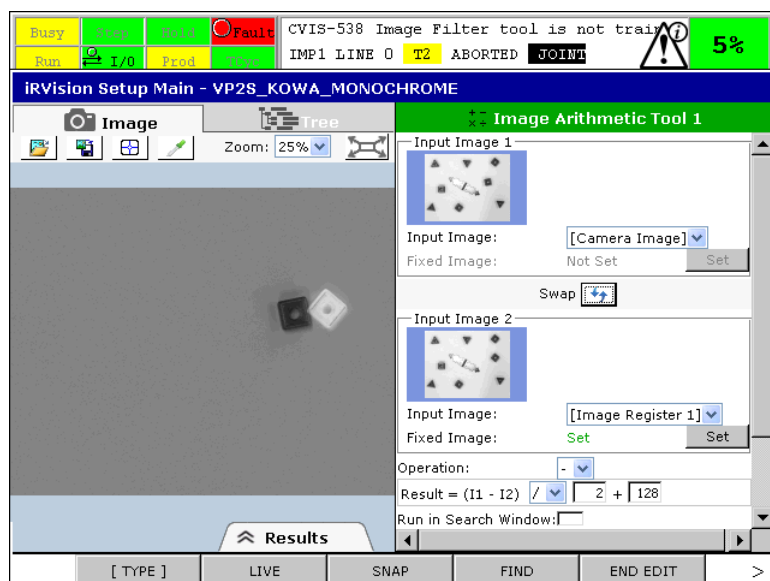 Busy Step Hold Fault CVIS-538 Image Filter tool is not train
Run I/O Prod TCyc IMP1 LINE 0 T2 ABORTED JOINT 5%
iRVision Setup Main - VP2S_KOWA_MONOCHROME
Image Tree Image Arithmetic Tool 1
Zoom: 25%
Input Image 1
Input Image: [Camera Image]
Fixed Image: Not Set Set
Swap
Input Image 2
Input Image: [Image Register 1]
Fixed Image: Set Set
Operation: -
Result = (I1 - I2) / 2 + 128
Run in Search Window:
Results
[ TYPE ] LIVE SNAP FIND END EDIT >